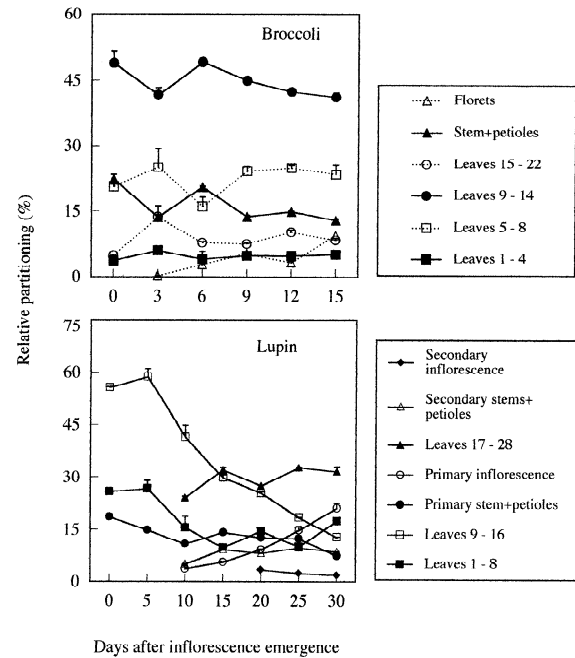 60
Broccoli
45
30
15
0
0 3 6 9 12 15
Florets
Stem+petioles
Leaves 15 - 22
Leaves 9 - 14
Leaves 5 - 8
Leaves 1 - 4
Relative partitioning (%)
75
Lupin
60
45
30
15
0
0 5 10 15 20 25 30
Secondary
inflorescence
Secondary stems+
petioles
Leaves 17 - 28
Primary inflorescence
Primary stem+petioles
Leaves 9 - 16
Leaves 1 - 8
Days after inflorescence emergence